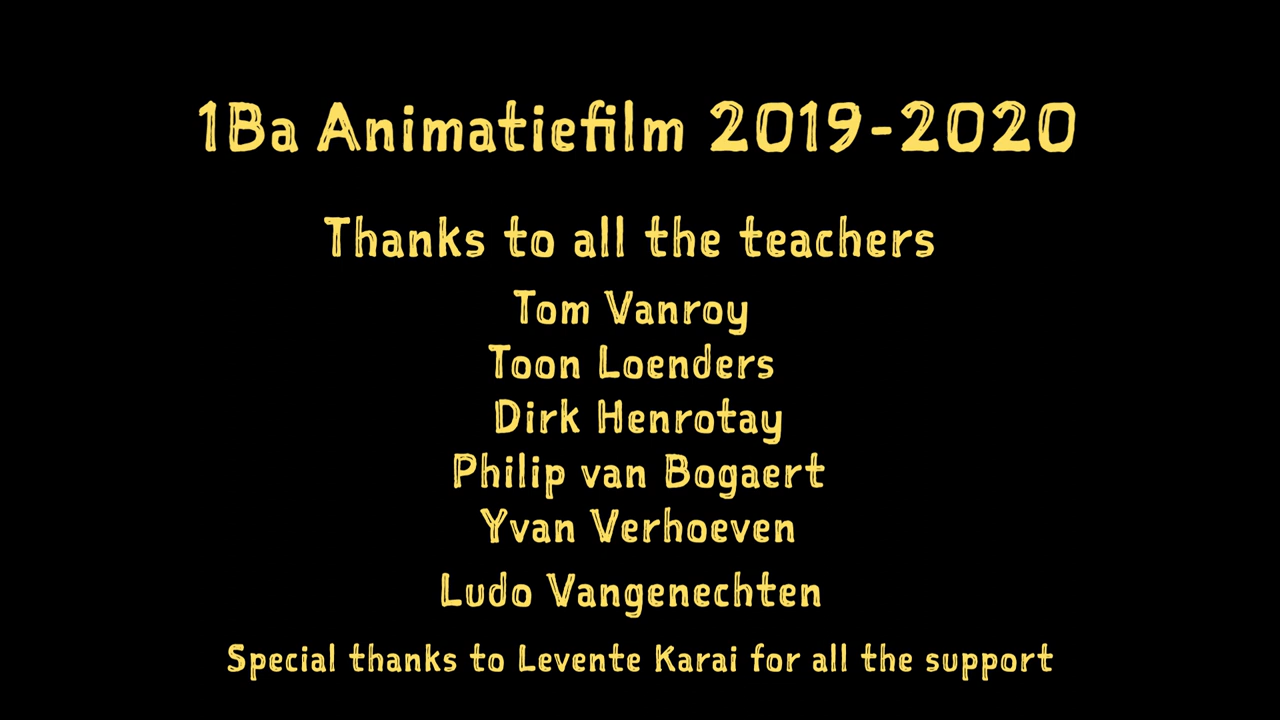 1Ba Animatiefilm 2019-2020
Thanks to all the teachers
Tom Vanroy
Toon Loenders
Dirk Henrotay
Philip van Bogaert
Yvan Verhoeven
Ludo Vangenechten
Special thanks to Levente Karai for all the support